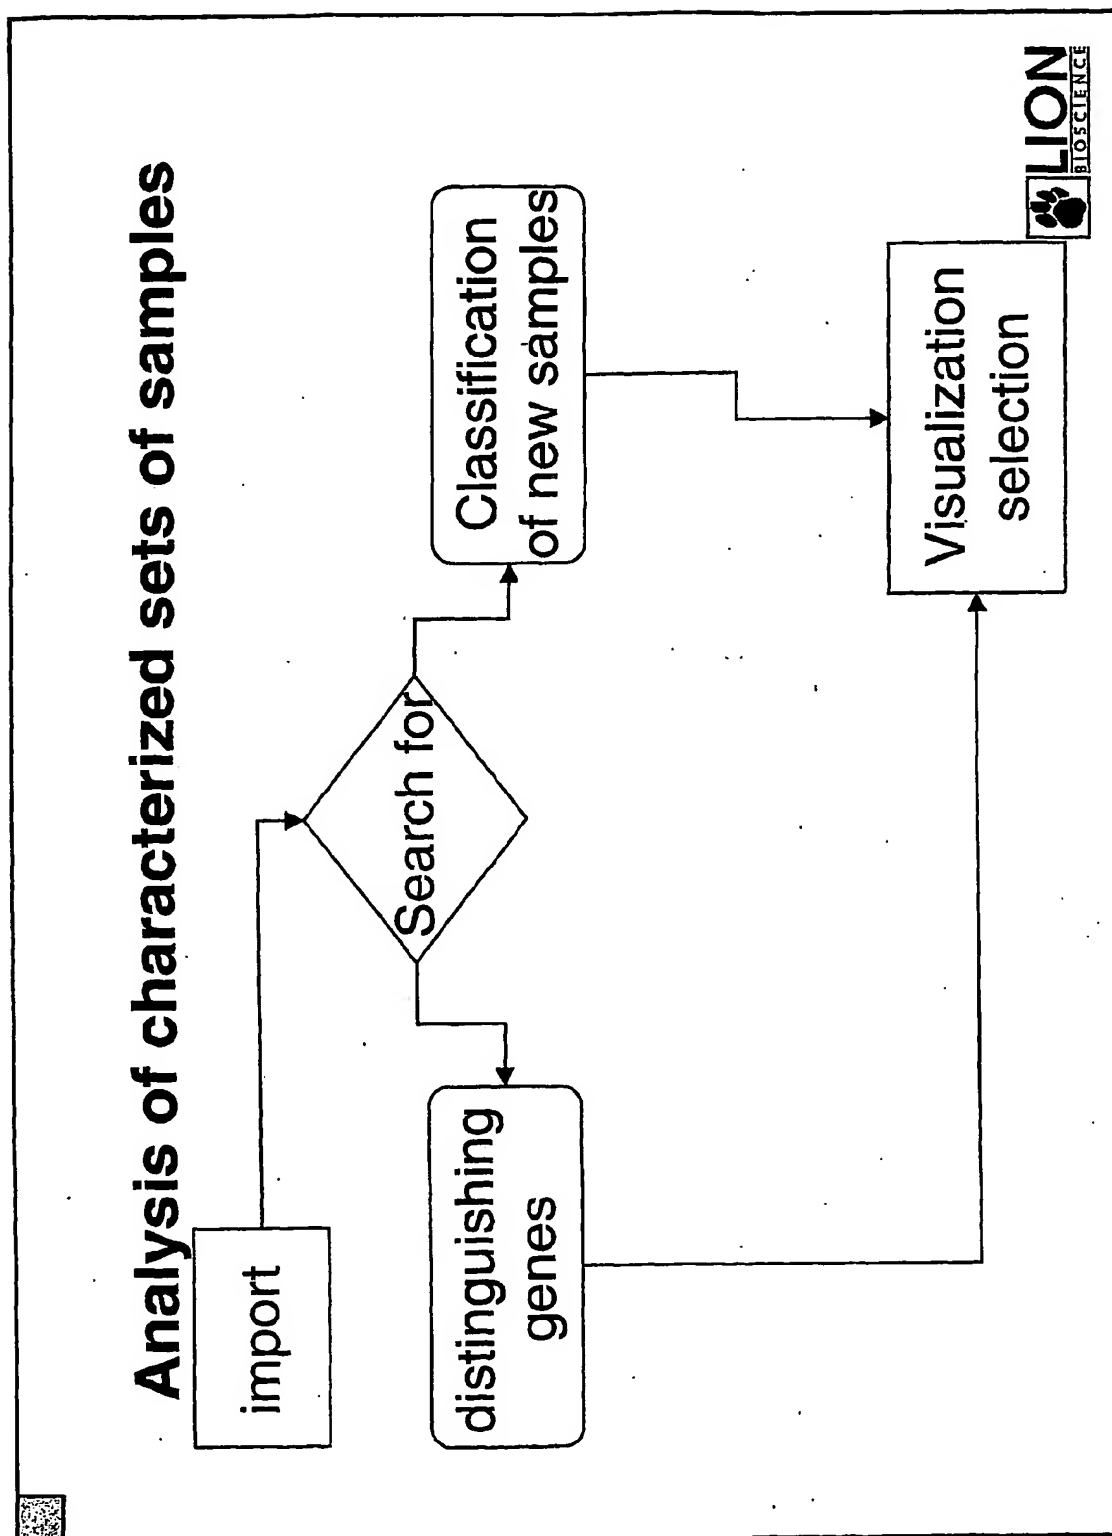 Analysis of characterized sets of samples
import
Search for
distinguishing
genes
Classification
of new samples
Visualization
selection
LION
BIOSCIENCE